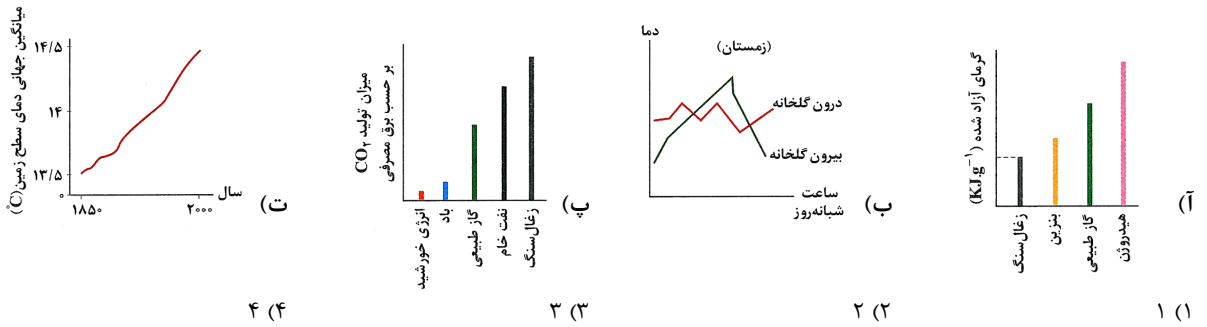 آ)
گرمای آزاد شده (KJ.g⁻¹)
زغال‌سنگ
بنزین
گاز طبیعی
هیدروژن
ب)
دما
(زمستان)
درون گلخانه
بیرون گلخانه
ساعت
شبانه‌روز
پ)
میزان تولید CO₂
بر حسب برق مصرفی
انرژی خورشید
باد
گاز طبیعی
نفت خام
زغال‌سنگ
ت)
میانگین جهانی دمای سطح زمین (°C)
۱۴/۵
۱۴
۱۳/۵
۰
۱۸۵۰
۲۰۰۰
سال
۱) ۱
۲) ۲
۳) ۳
۴) ۴